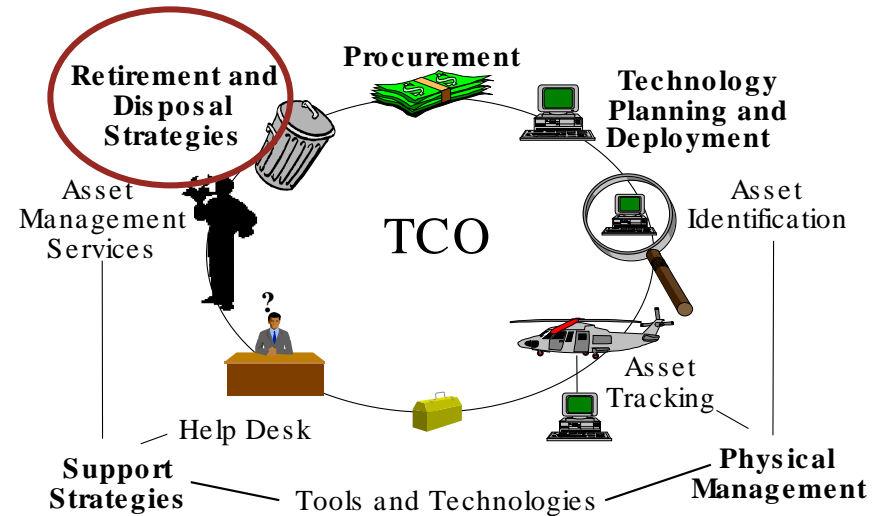 Procurement
Retirement and
Disposal
Strategies
Technology
Planning and
Deployment
$
$
Asset
Management
Services
Asset
Identification
TCO
?
Asset
Tracking
Help Desk
Support
Strategies
Tools and Technologies
Physical
Management